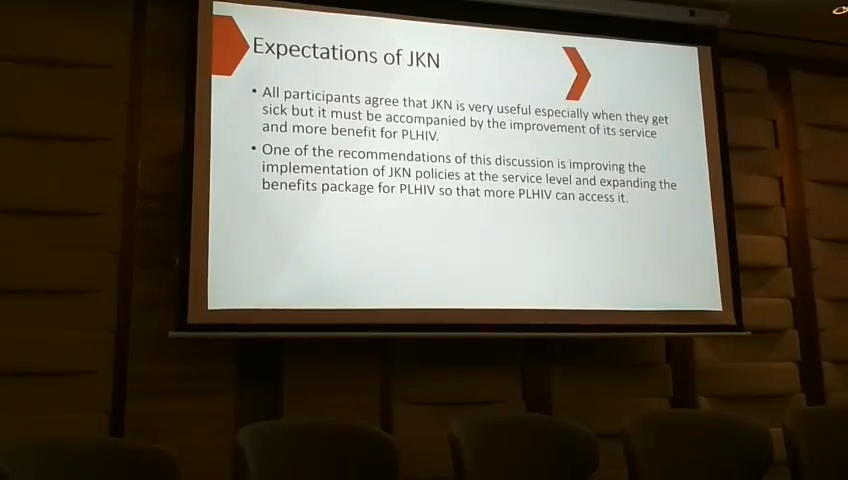 Expectations of JKN
• All participants agree that JKN is very useful especially when they get
sick but it must be accompanied by the improvement of its service
and more benefit for PLHIV.
• One of the recommendations of this discussion is improving the
implementation of JKN policies at the service level and expanding the
benefits package for PLHIV so that more PLHIV can access it.